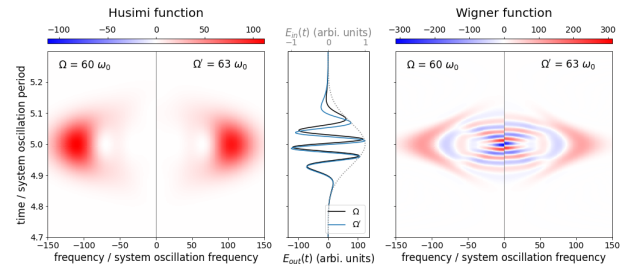 Husimi function
−100 −50 0 50 100
Ω = 60 ω0
Ω′ = 63 ω0
time / system oscillation period
5.2
5.1
5.0
4.9
4.8
4.7
−150 −100 −50 0 50 100 150
frequency / system oscillation frequency
Ein(t) (arb. units)
−1 0 1
Ω
Ω′
−100 0 100
Eout(t) (arb. units)
Wigner function
−300 −200 −100 0 100 200 300
Ω = 60 ω0
Ω′ = 63 ω0
−150 −100 −50 0 50 100 150
frequency / system oscillation frequency